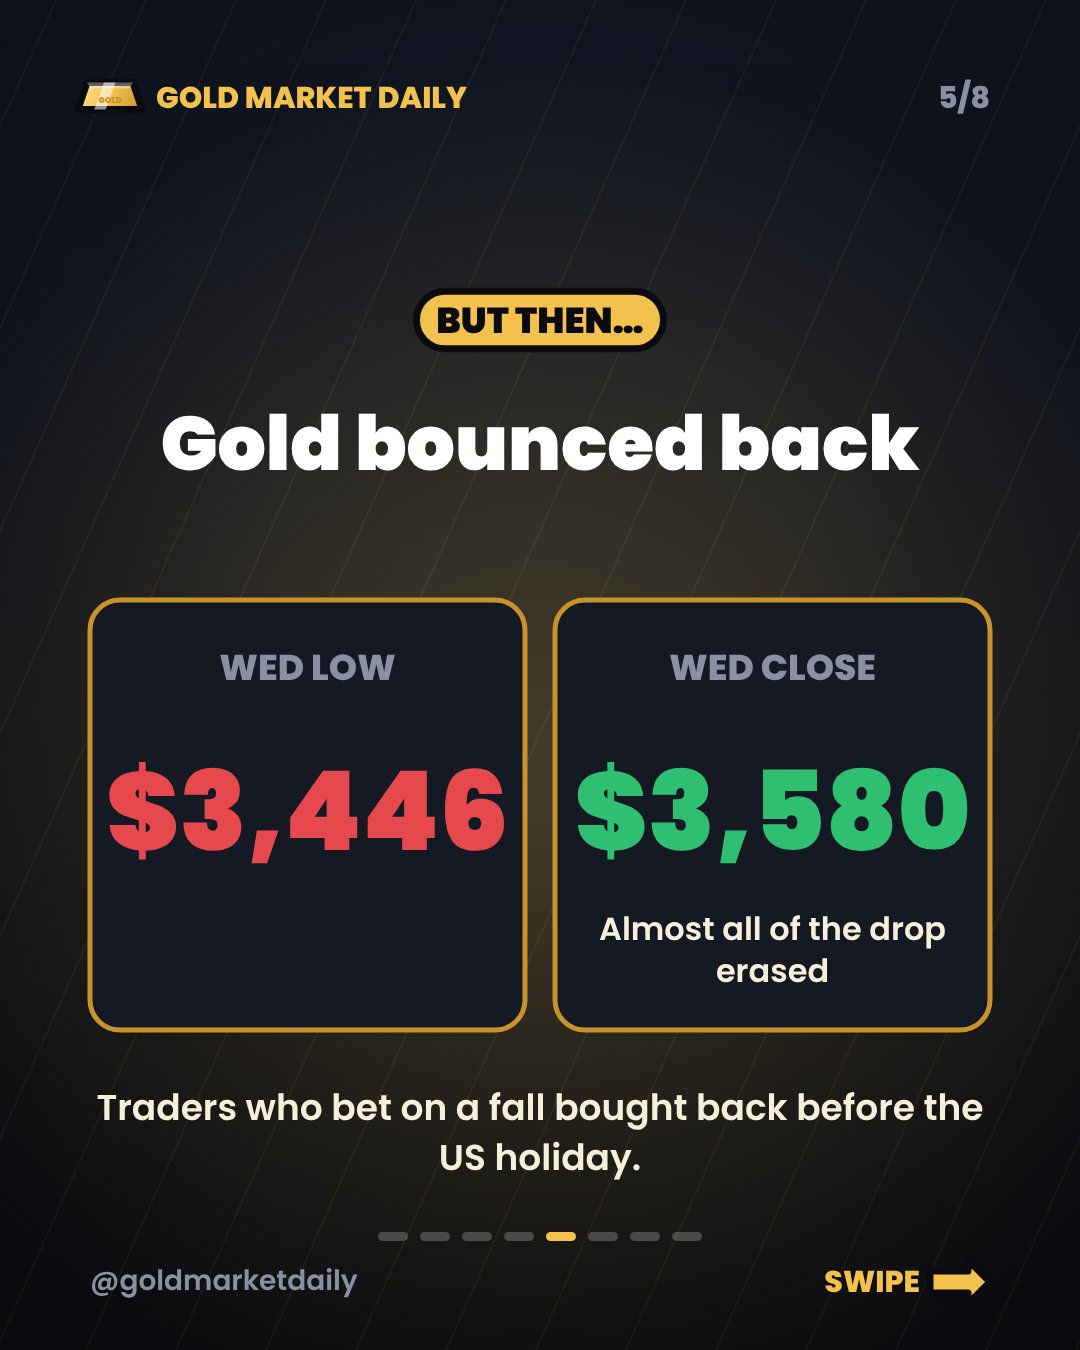 GOLD
GOLD MARKET DAILY
5/8
BUT THEN...
Gold bounced back
WED LOW
$3,446
WED CLOSE
$3,580
Almost all of the drop
erased
Traders who bet on a fall bought back before the
US holiday.
@goldmarketdaily
SWIPE